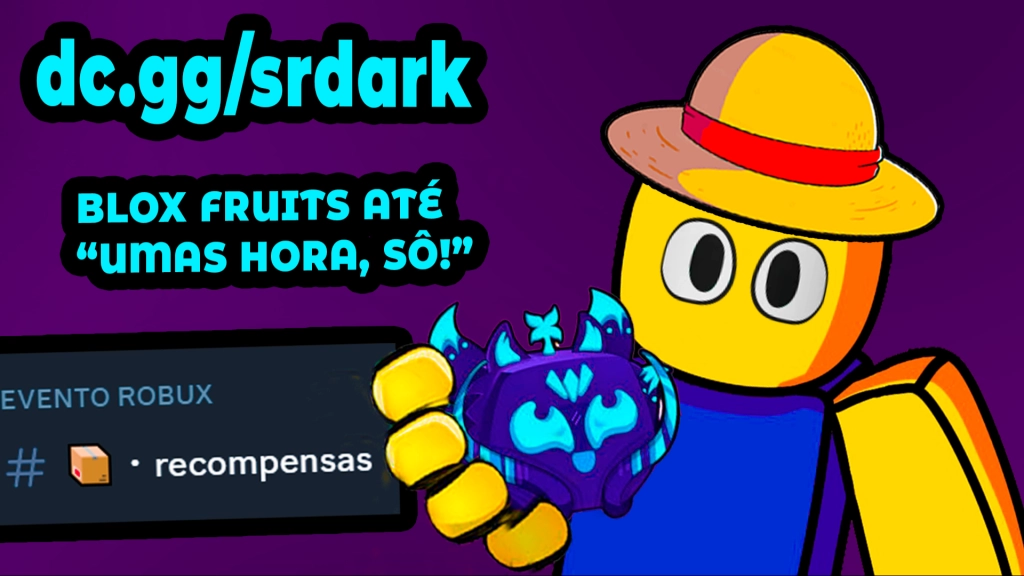 dc.gg/srdark
BLOX FRUITS ATÉ
“UMAS HORA, SÔ!”
EVENTO ROBUX
# 📦 · recompensas